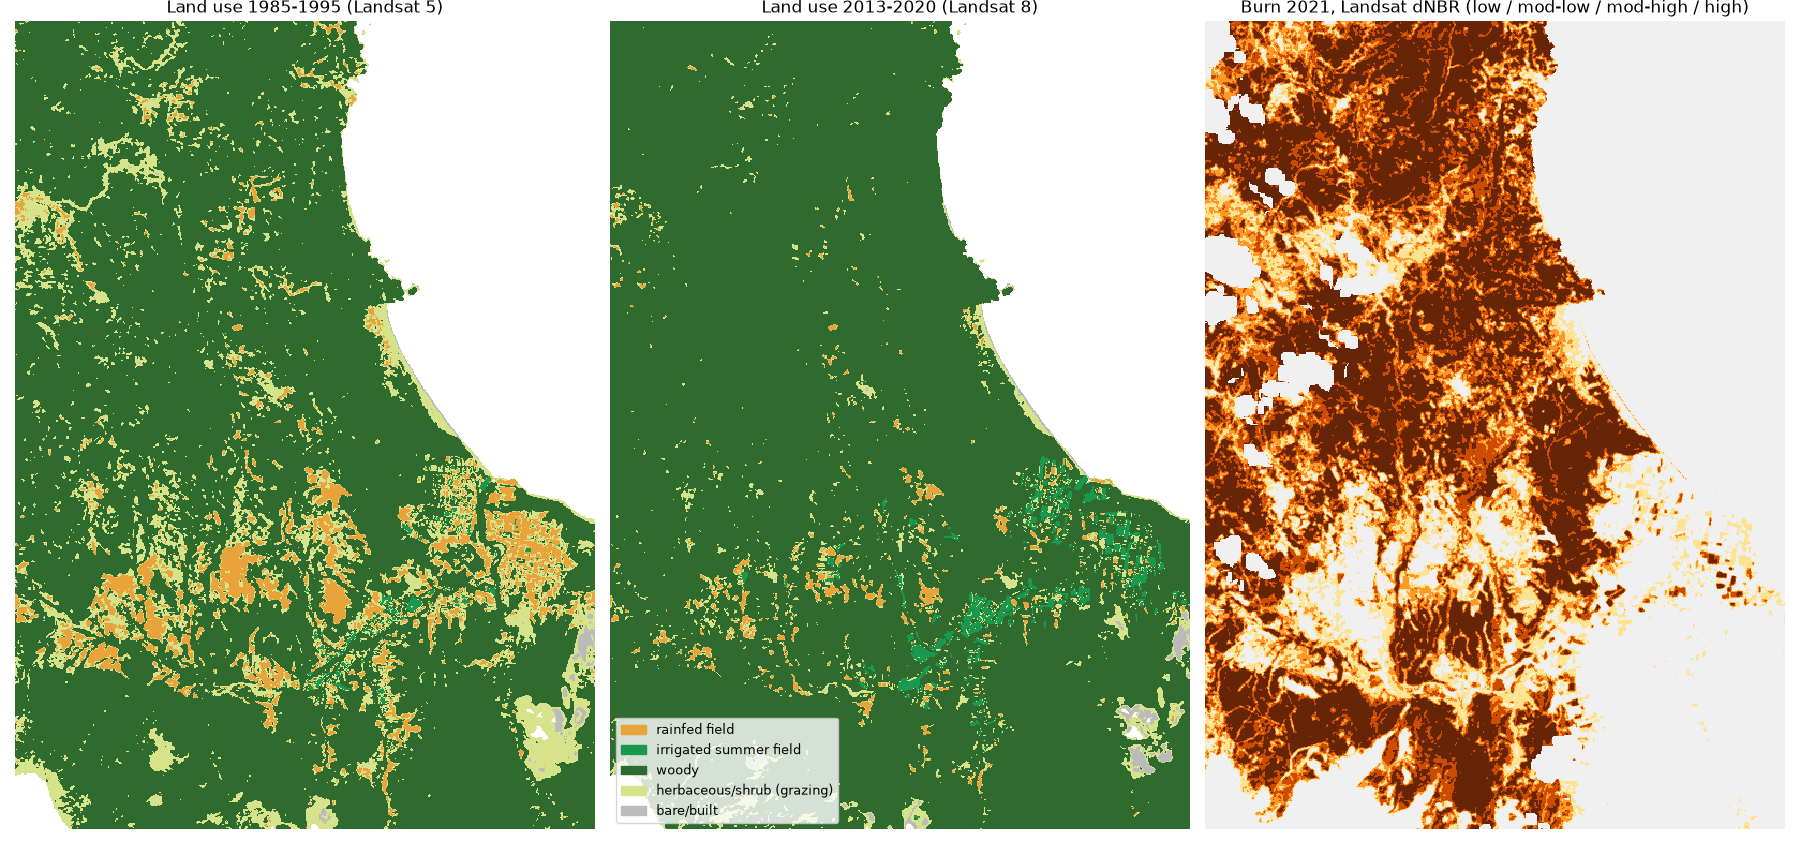 Land use 1985-1995 (Landsat 5)
Land use 2013-2020 (Landsat 8)
Burn 2021, Landsat dNBR (low / mod-low / mod-high / high)
rainfed field
irrigated summer field
woody
herbaceous/shrub (grazing)
bare/built